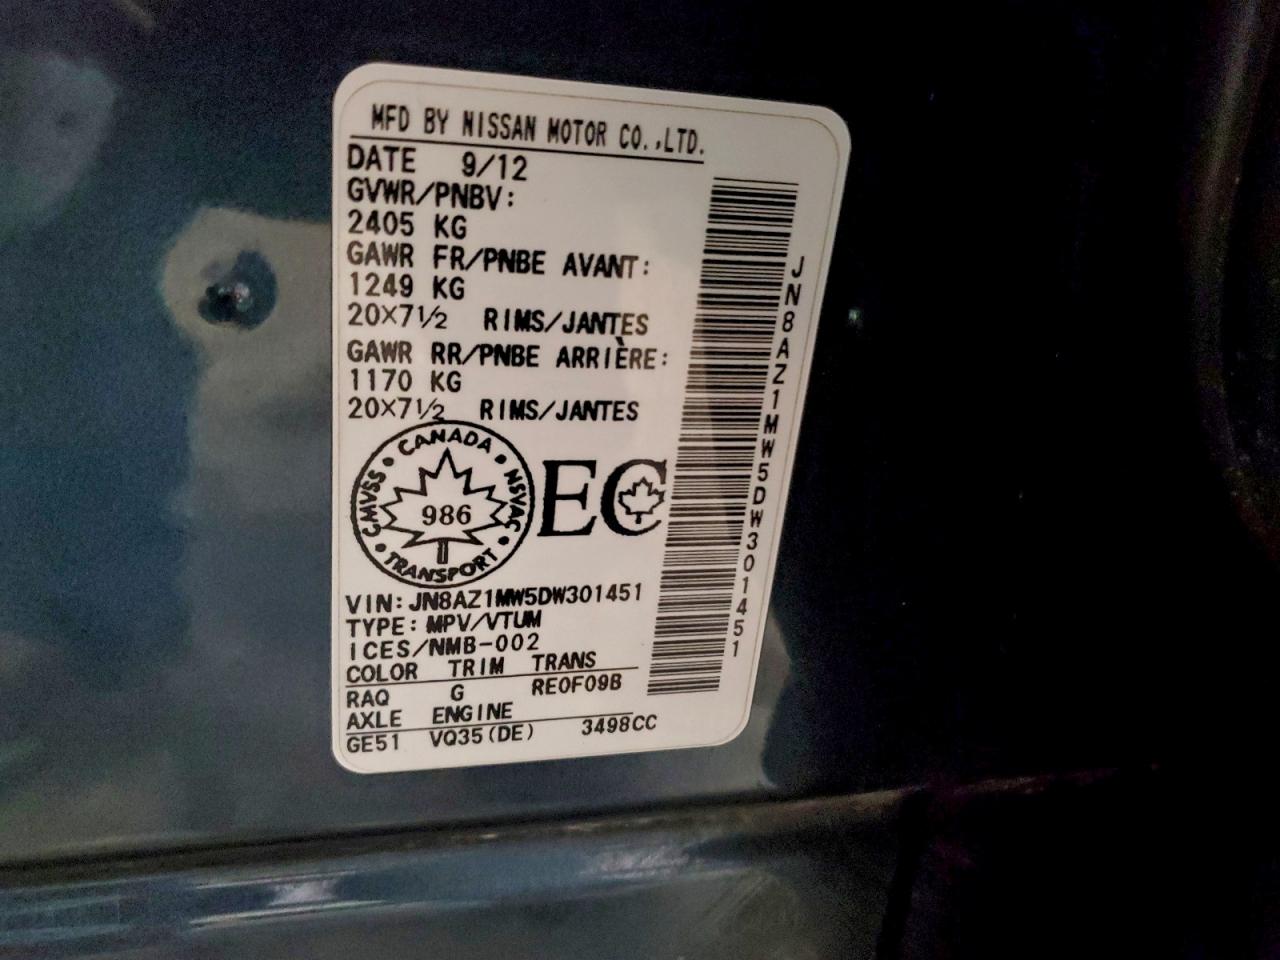 MFD BY NISSAN MOTOR CO.,LTD.
DATE 9/12
GVWR/PNBV:
2405 KG
GAWR FR/PNBE AVANT:
1249 KG
20×7½ RIMS/JANTES
GAWR RR/PNBE ARRIÈRE:
1170 KG
20×7½ RIMS/JANTES
CANADA
CMVSS • NSVAC
986
TRANSPORT
EC
VIN: JN8AZ1MW5DW301451
TYPE: MPV/VTUM
ICES/NMB-002
COLOR TRIM TRANS
RAQ G RE0F09B
AXLE ENGINE
GE51 VQ35(DE) 3498CC
JN8AZ1MW5DW301451